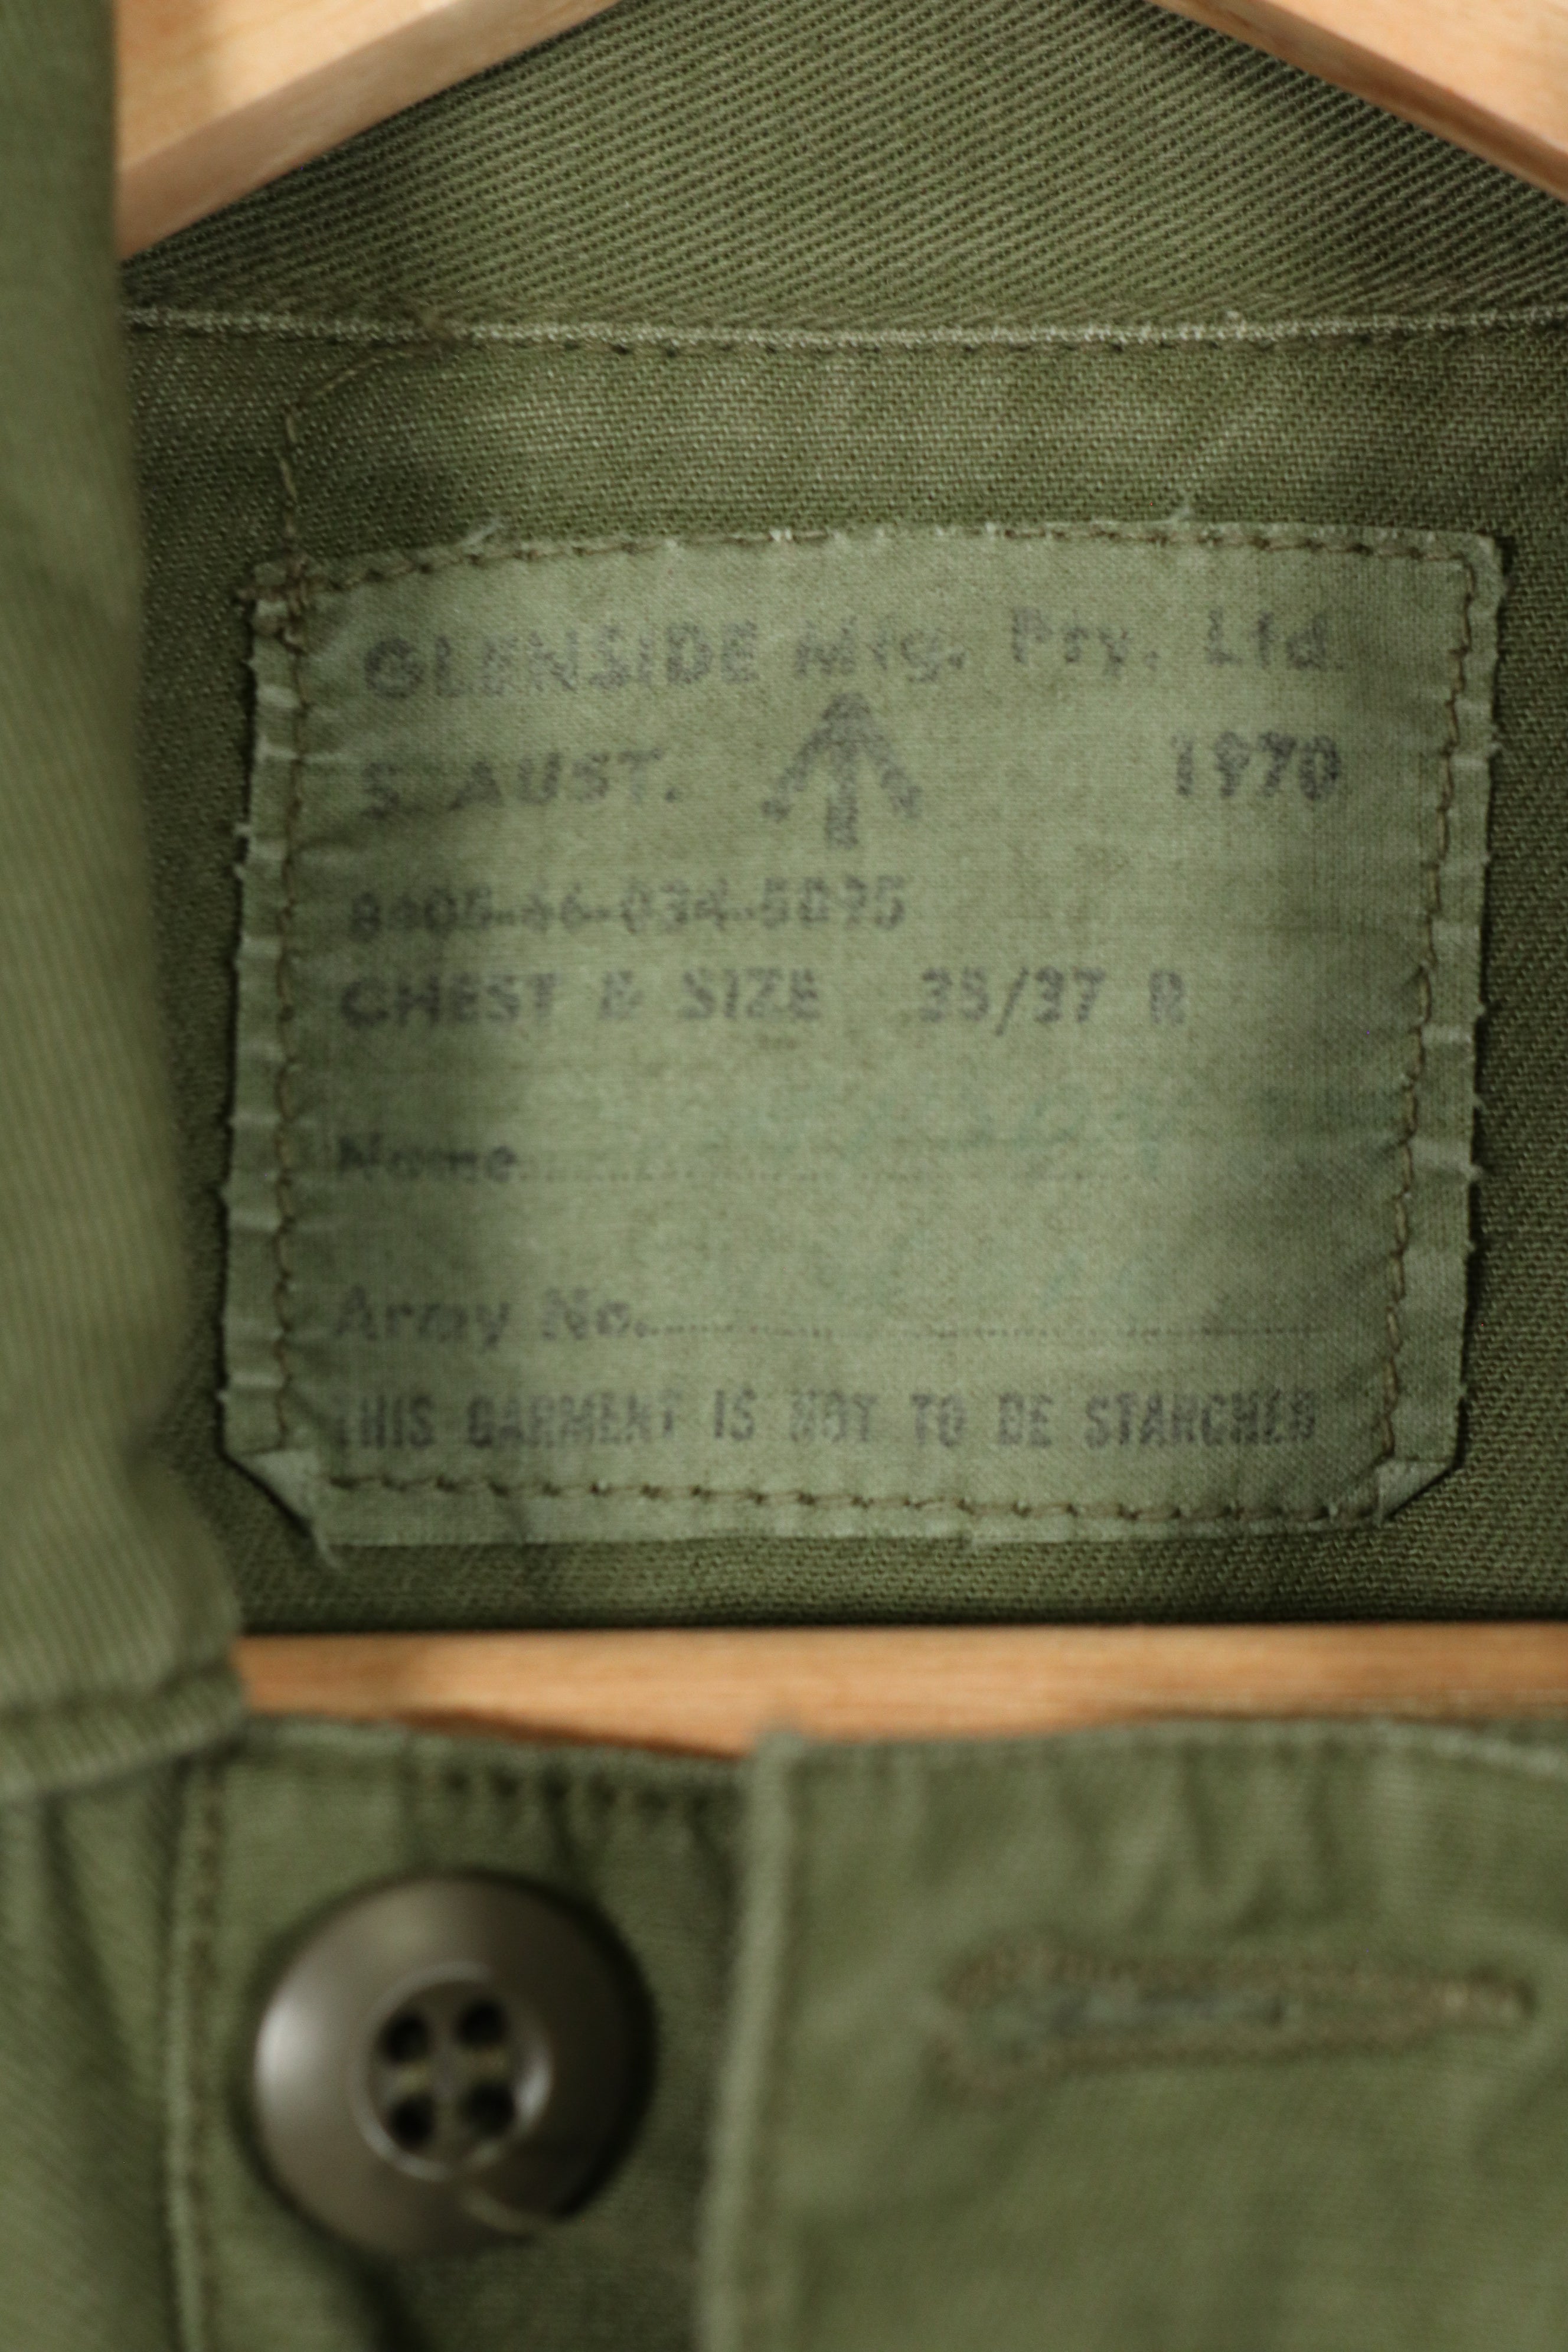 GLENSIDE Mfg. Pty. Ltd
S. AUST. 1970
8405-66-034-5095
CHEST & SIZE 35/37 R
Name
Army No.
THIS GARMENT IS NOT TO BE STARCHED